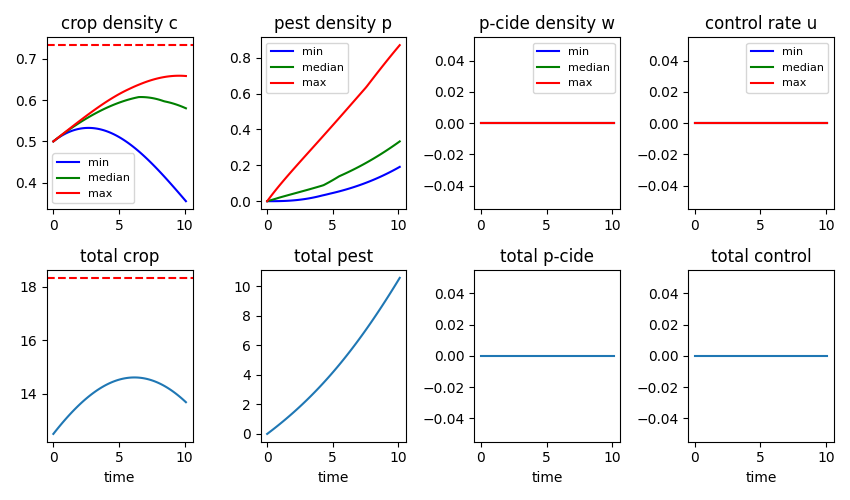 crop density c
pest density p
p-cide density w
control rate u
0.7
0.6
0.5
0.4
min
median
max
0
5
10
0.8
0.6
0.4
0.2
0.0
min
median
max
0
5
10
0.04
0.02
0.00
−0.02
−0.04
min
median
max
0
5
10
0.04
0.02
0.00
−0.02
−0.04
min
median
max
0
5
10
total crop
total pest
total p-cide
total control
18
16
14
0
5
10
time
10
8
6
4
2
0
0
5
10
time
0.04
0.02
0.00
−0.02
−0.04
0
5
10
time
0.04
0.02
0.00
−0.02
−0.04
0
5
10
time